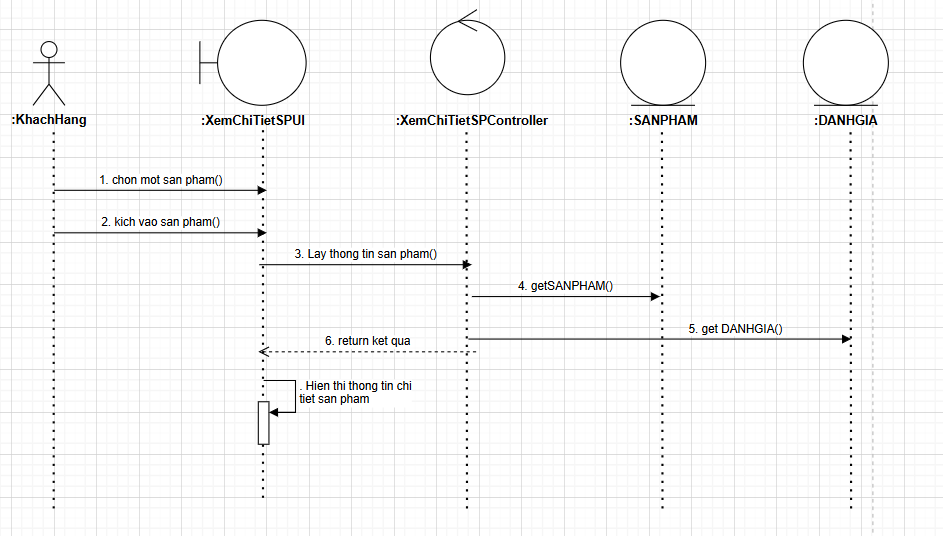 :KhachHang
:XemChiTietSPUI
:XemChiTietSPController
:SANPHAM
:DANHGIA
1. chon mot san pham()
2. kich vao san pham()
3. Lay thong tin san pham()
4. getSANPHAM()
5. get DANHGIA()
6. return ket qua
. Hien thi thong tin chi
tiet san pham